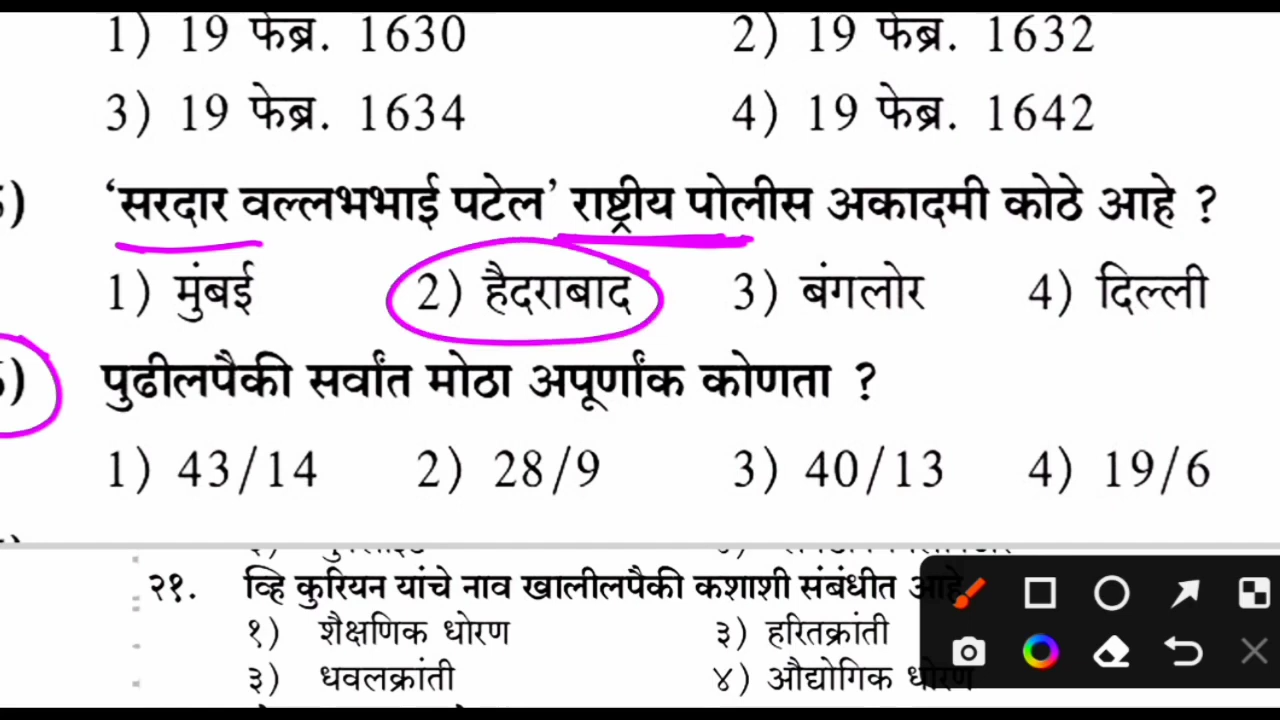 1) 19 फेब्र. 1630 2) 19 फेब्र. 1632
3) 19 फेब्र. 1634 4) 19 फेब्र. 1642
‘सरदार वल्लभभाई पटेल’ राष्ट्रीय पोलीस अकादमी कोठे आहे ?
1) मुंबई 2) हैदराबाद 3) बंगलोर 4) दिल्ली
पुढीलपैकी सर्वांत मोठा अपूर्णांक कोणता ?
1) 43/14 2) 28/9 3) 40/13 4) 19/6
२१. व्हि कुरियन यांचे नाव खालीलपैकी कशाशी संबंधीत आहे
१) शैक्षणिक धोरण ३) हरितक्रांती
३) धवलक्रांती ४) औद्योगिक धोरण